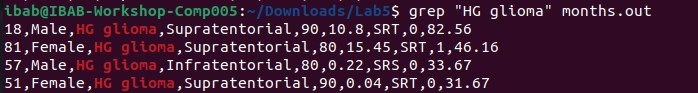 ibab@IBAB-Workshop-Comp005:~/Downloads/Lab5$ grep "HG glioma" months.out
18,Male,HG glioma,Supratentorial,90,10.8,SRT,0,82.56
81,Female,HG glioma,Supratentorial,80,15.45,SRT,1,46.16
57,Male,HG glioma,Infratentorial,80,0.22,SRS,0,33.67
51,Female,HG glioma,Supratentorial,90,0.04,SRT,0,31.67